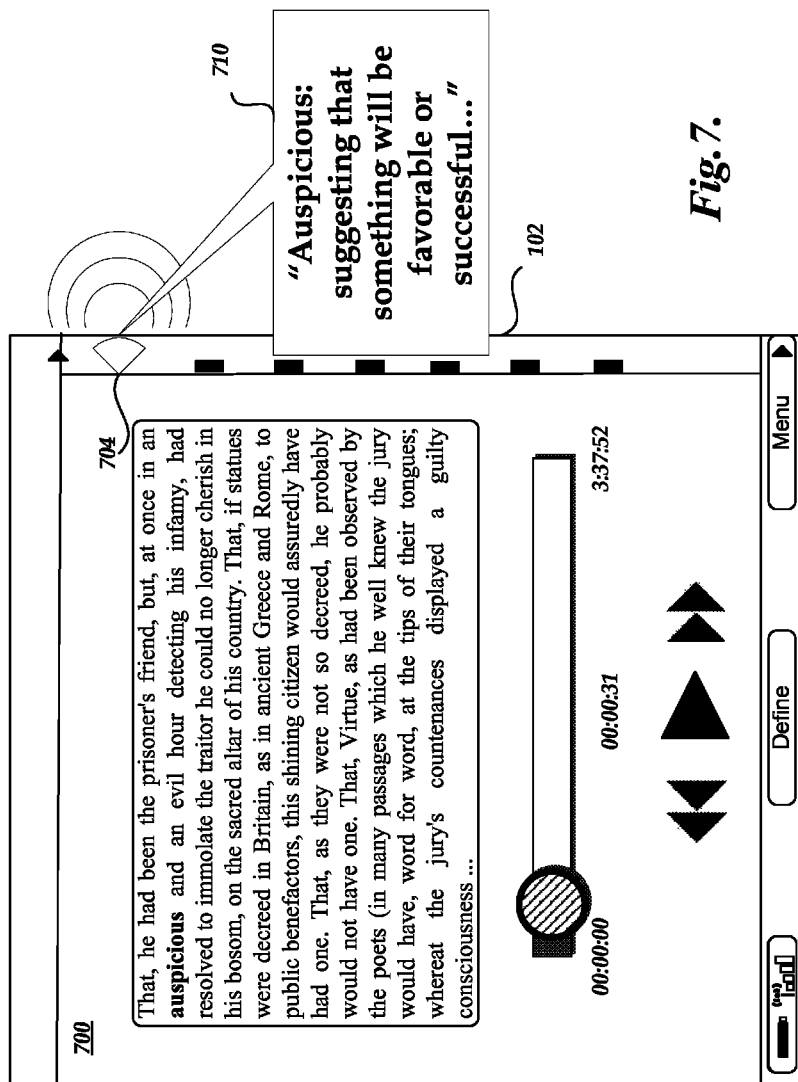 700
704
710
That, he had been the prisoner's friend, but, at once in an
auspicious and an evil hour detecting his infamy, had
resolved to immolate the traitor he could no longer cherish in
his bosom, on the sacred altar of his country. That, if statues
were decreed in Britain, as in ancient Greece and Rome, to
public benefactors, this shining citizen would assuredly have
had one. That, as they were not so decreed, he probably
would not have one. That, Virtue, as had been observed by
the poets (in many passages which he well knew the jury
would have, word for word, at the tips of their tongues;
whereat the jury's countenances displayed a guilty
consciousness ...
"Auspicious:
suggesting that
something will be
favorable or
successful..."
102
00:00:00
00:00:31
3:37:52
Define
Menu
Fig.7.